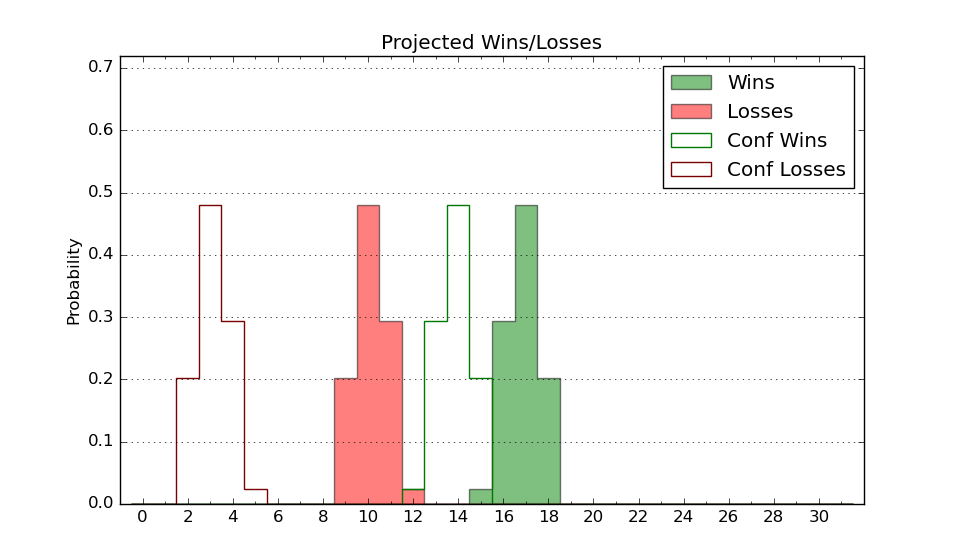 Projected Wins/Losses
0.7
0.6
0.5
0.4
0.3
0.2
0.1
0.0
Probability
Wins
Losses
Conf Wins
Conf Losses
0 2 4 6 8 10 12 14 16 18 20 22 24 26 28 30